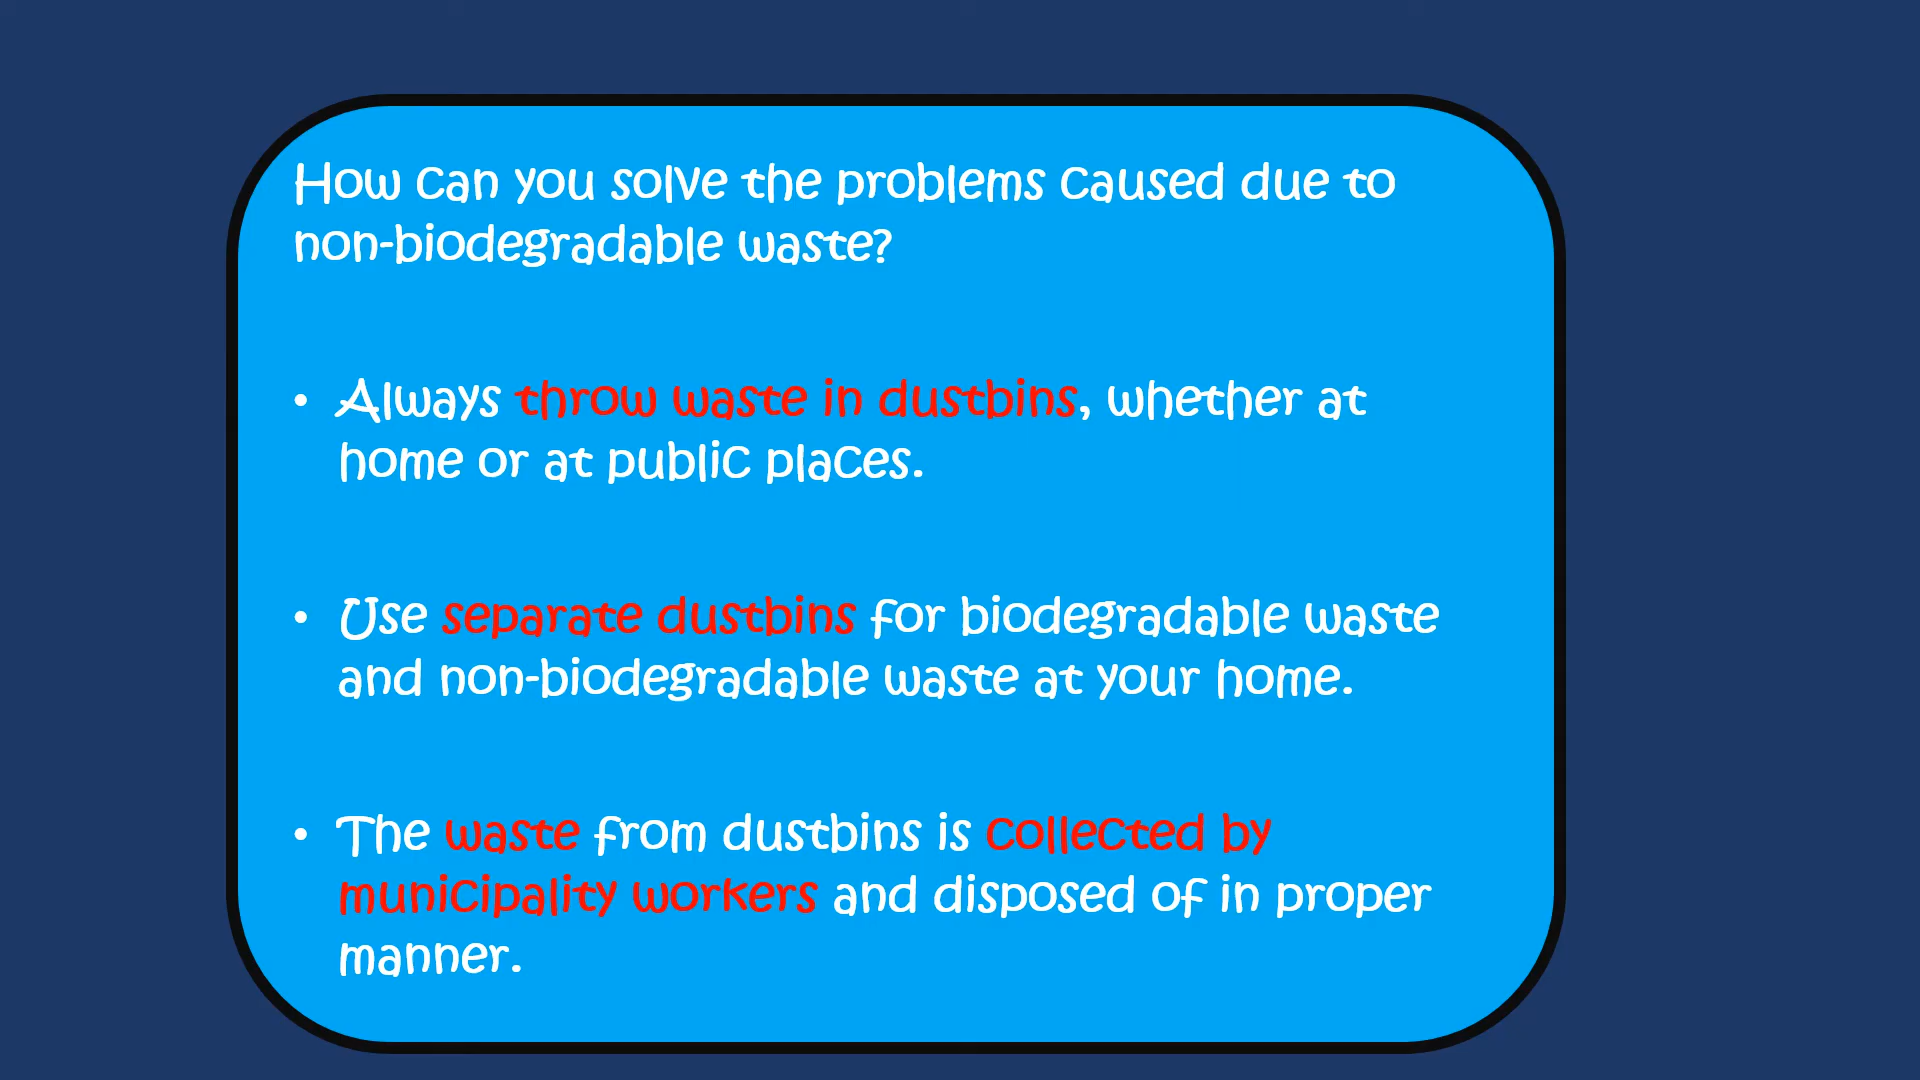 How can you solve the problems caused due to
non-biodegradable waste?
• Always throw waste in dustbins, whether at
home or at public places.
• Use separate dustbins for biodegradable waste
and non-biodegradable waste at your home.
• The waste from dustbins is collected by
municipality workers and disposed of in proper
manner.